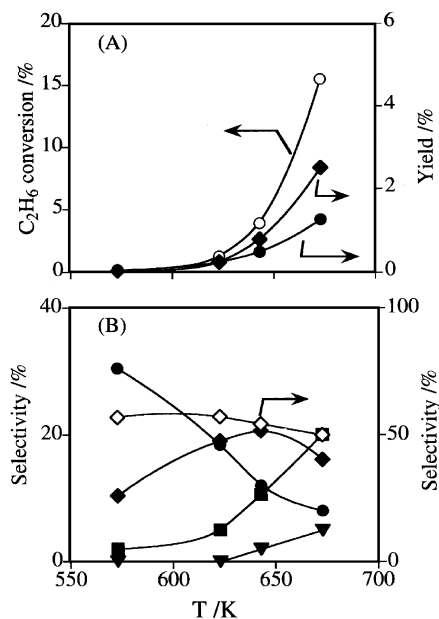 (A)
20
15
10
5
0
C₂H₆ conversion /%
6
4
2
0
Yield /%
(B)
40
20
0
Selectivity /%
100
50
0
Selectivity /%
550
600
650
700
T /K